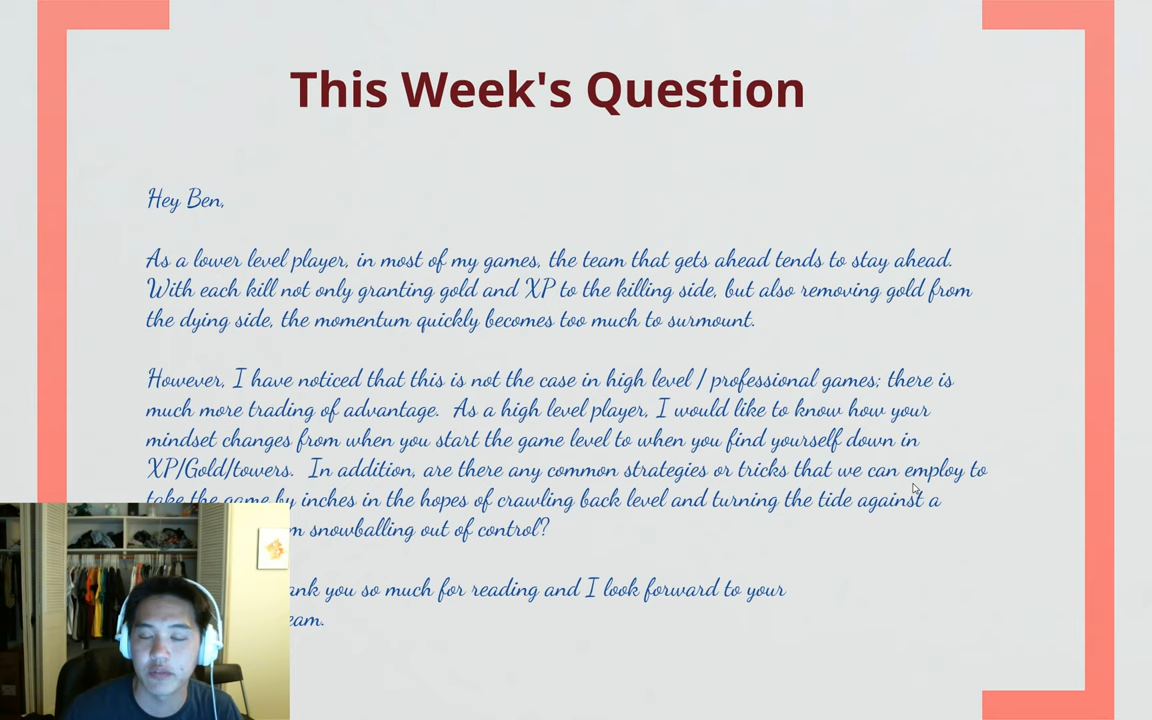 This Week's Question
Hey Ben,
As a lower level player, in most of my games, the team that gets ahead tends to stay ahead.
With each kill not only granting gold and XP to the killing side, but also removing gold from
the dying side, the momentum quickly becomes too much to surmount.
However, I have noticed that this is not the case in high level / professional games; there is
much more trading of advantage. As a high level player, I would like to know how your
mindset changes from when you start the game level to when you find yourself down in
XP/Gold/towers. In addition, are there any common strategies or tricks that we can employ to
take the game by inches in the hopes of crawling back level and turning the tide against a
snowballing out of control?
you so much for reading and I look forward to your